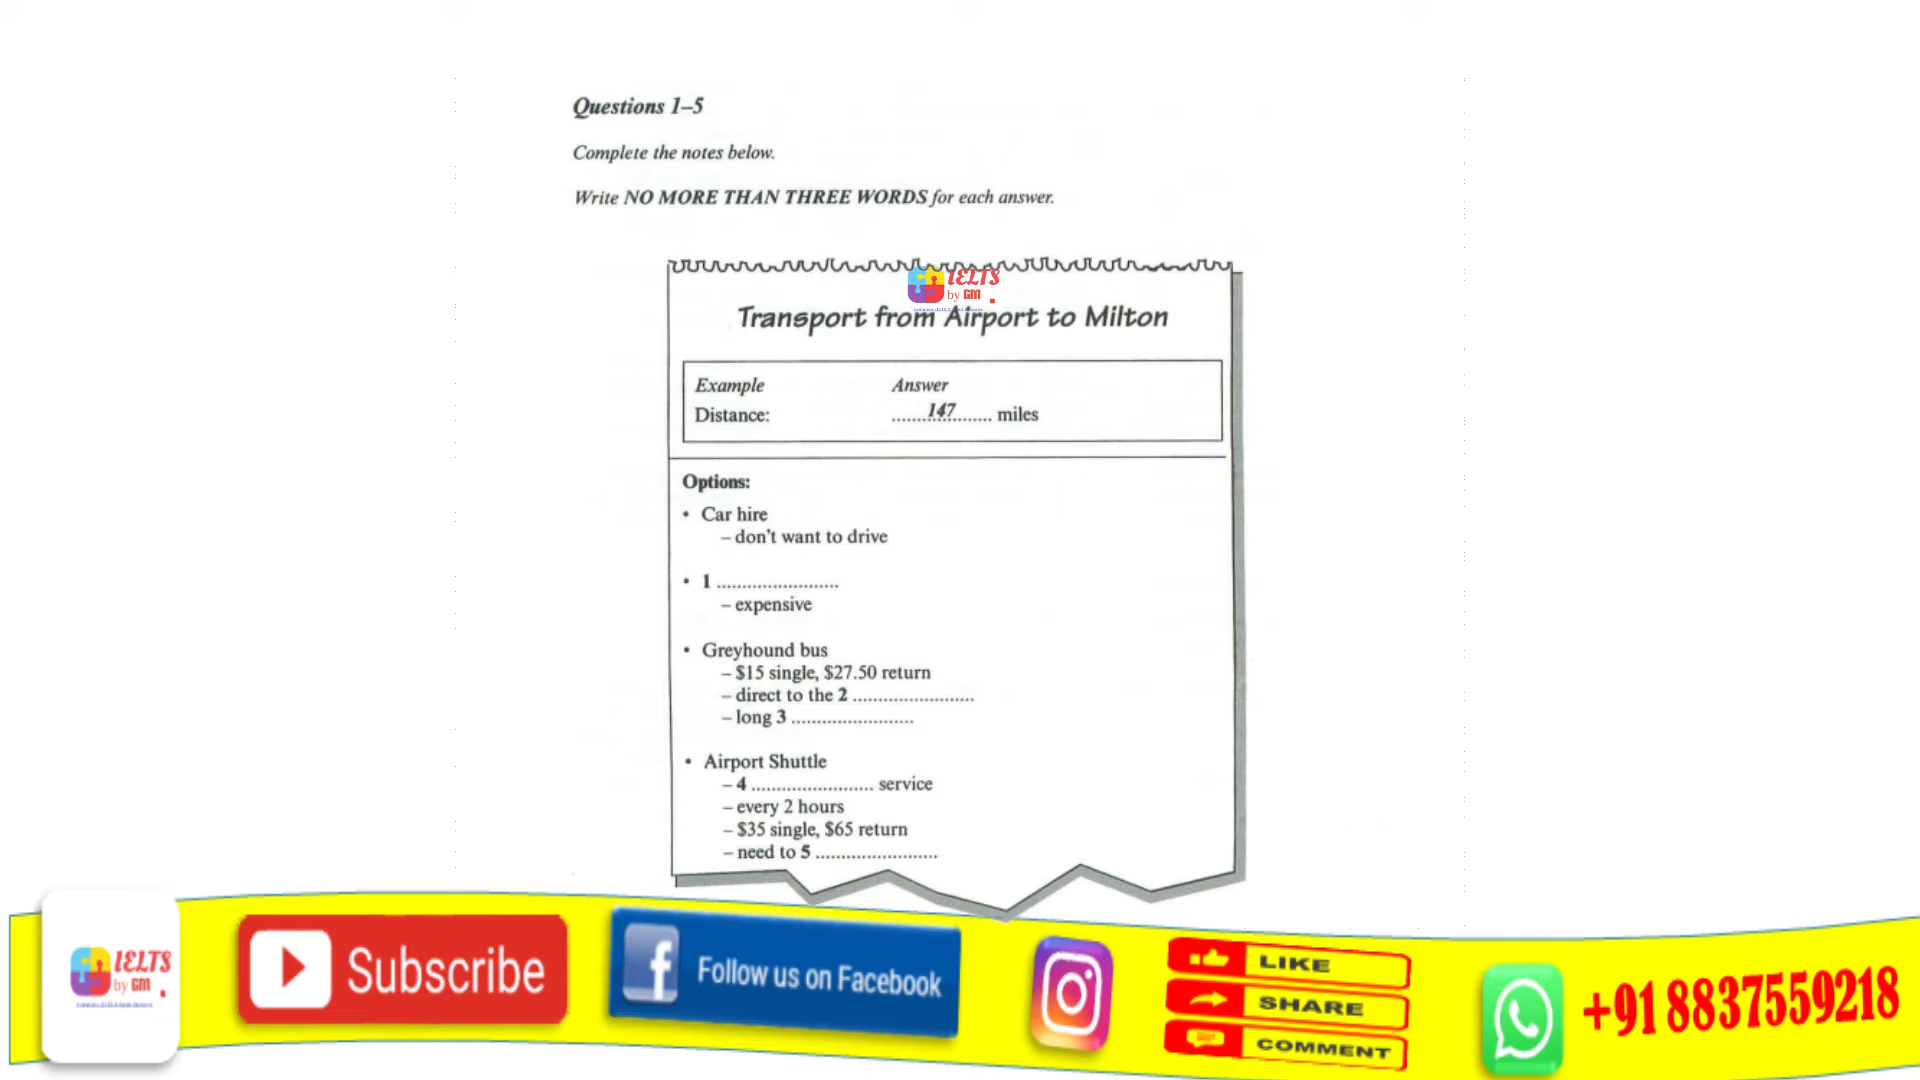 Questions 1–5
Complete the notes below.
Write NO MORE THAN THREE WORDS for each answer.
IELTS
by GM
Transport from Airport to Milton
Example Answer
Distance: ..........147.......... miles
Options:
• Car hire
– don't want to drive
• 1 ........................
– expensive
• Greyhound bus
– $15 single, $27.50 return
– direct to the 2 ........................
– long 3 ........................
• Airport Shuttle
– 4 ........................ service
– every 2 hours
– $35 single, $65 return
– need to 5 ........................
IELTS
by GM
Subscribe
Follow us on Facebook
LIKE
SHARE
COMMENT
+91 8837559218